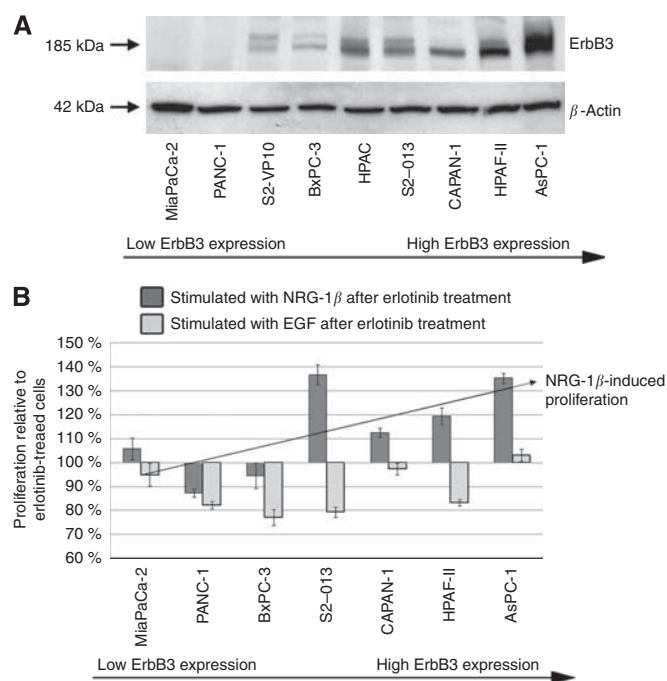 A
185 kDa
ErbB3
42 kDa
β-Actin
MiaPaCa-2
PANC-1
S2-VP10
BxPC-3
HPAC
S2–013
CAPAN-1
HPAF-II
AsPC-1
Low ErbB3 expression
High ErbB3 expression
B
Stimulated with NRG-1β after erlotinib treatment
Stimulated with EGF after erlotinib treatment
Proliferation relative to
erlotinib-treaed cells
150 %
140 %
130 %
120 %
110 %
100 %
90 %
80 %
70 %
60 %
NRG-1β-induced
proliferation
MiaPaCa-2
PANC-1
BxPC-3
S2–013
CAPAN-1
HPAF-II
AsPC-1
Low ErbB3 expression
High ErbB3 expression